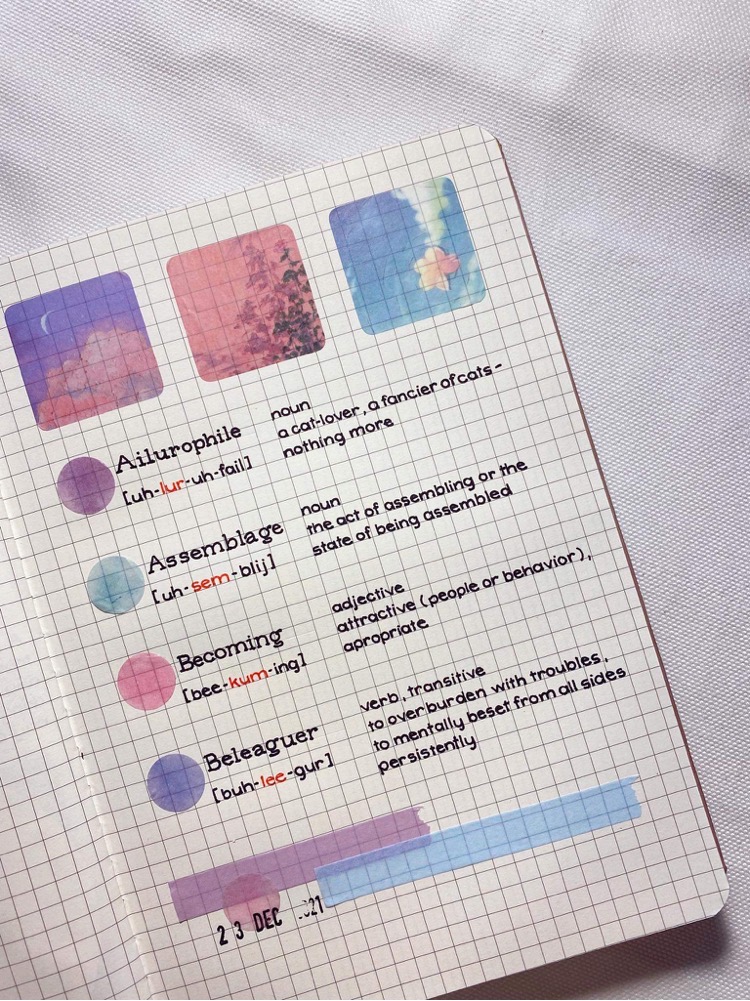 Ailurophile
[uh-lur-uh-fail]
noun
a cat-lover, a fancier of cats -
nothing more
Assemblage
[uh-sem-blij]
noun
the act of assembling or the
state of being assembled
Becoming
[bee-kum-ing]
adjective
attractive (people or behavior),
apropriate
Beleaguer
[buh-lee-gur]
verb, transitive
to overburden with troubles,
to mentally beset from all sides
persistently
23 DEC .21